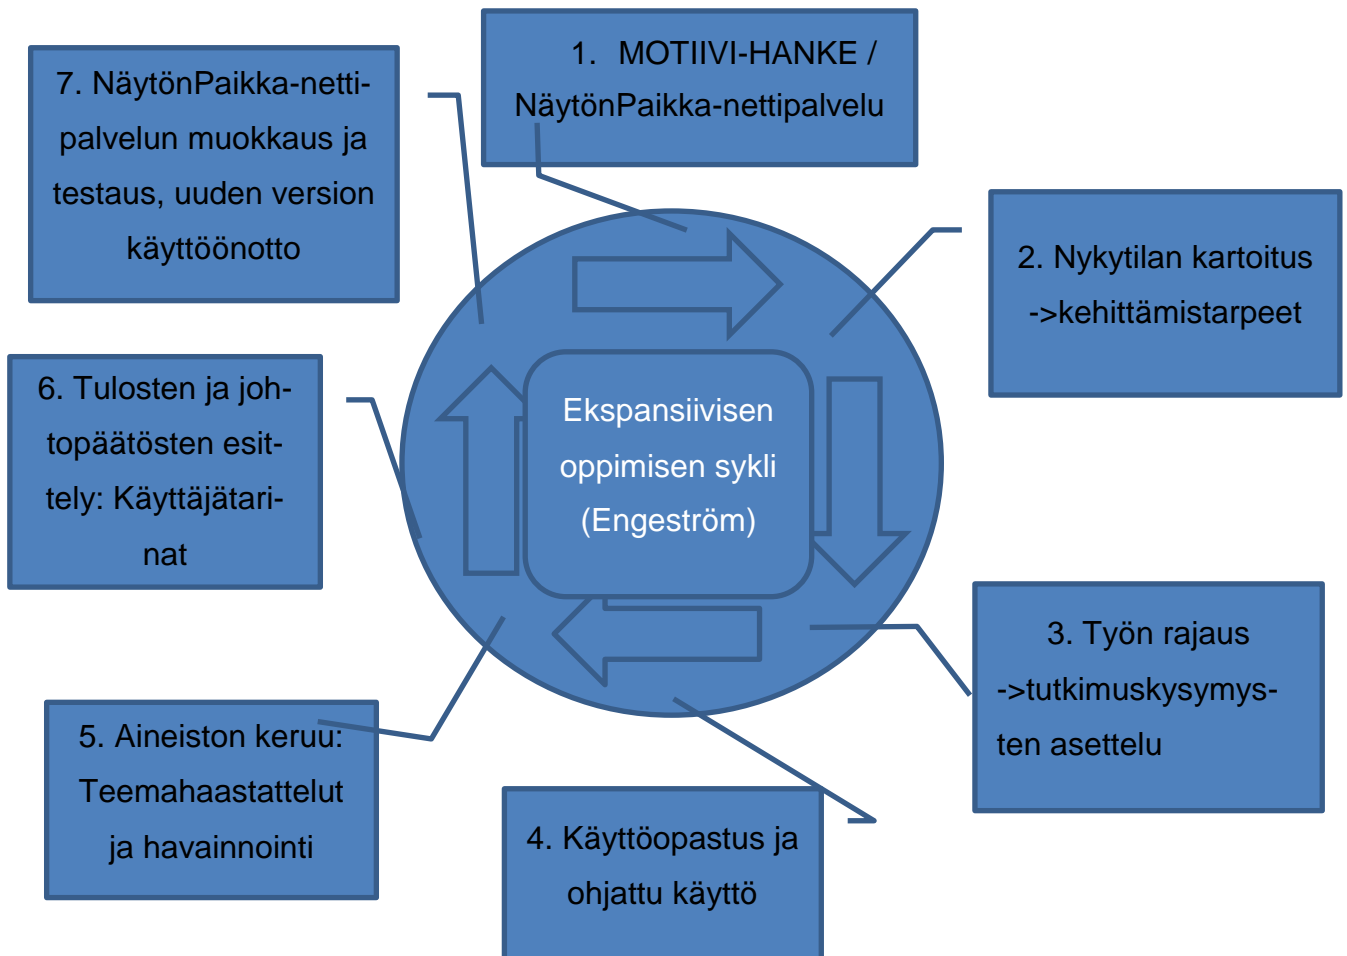 1. MOTIIVI-HANKE /
NäytönPaikka-nettipalvelu
2. Nykytilan kartoitus
->kehittämistarpeet
3. Työn rajaus
->tutkimuskysymys-
ten asettelu
4. Käyttöopastus ja
ohjattu käyttö
5. Aineiston keruu:
Teemahaastattelut
ja havainnointi
6. Tulosten ja joh-
topäätösten esit-
tely: Käyttäjätari-
nat
7. NäytönPaikka-netti-
palvelun muokkaus ja
testaus, uuden version
käyttöönotto
Ekspansiivisen
oppimisen sykli
(Engeström)